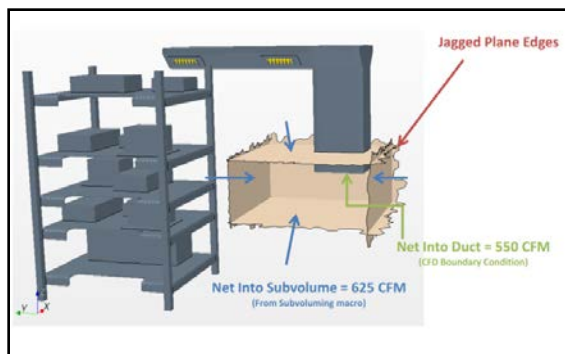 Jagged Plane Edges
Net Into Duct = 550 CFM
(CFD Boundary Condition)
Net Into Subvolume = 625 CFM
(From Subvoluming macro)
Y
X